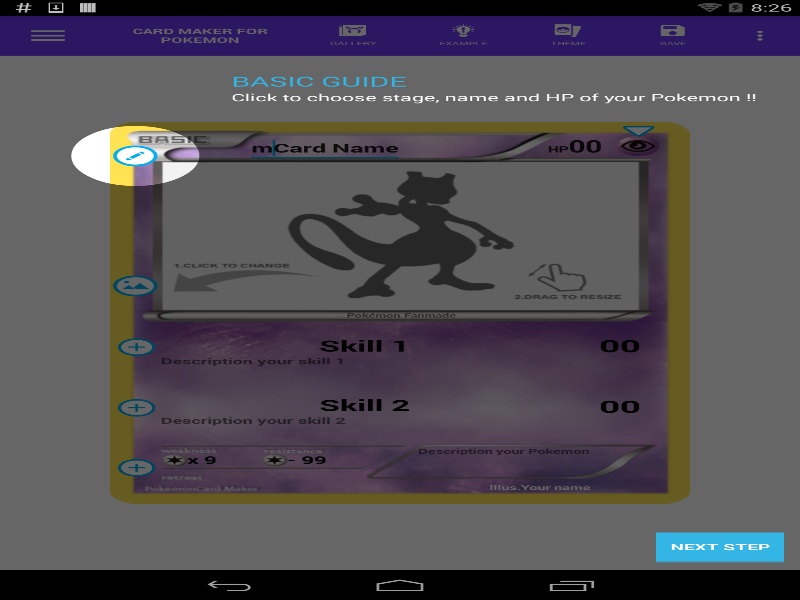 8:26
CARD MAKER FOR
POKEMON
GALLERY
EXAMPLE
THEME
SAVE
BASIC GUIDE
Click to choose stage, name and HP of your Pokemon !!
BASIC
mCard Name
HP00
1.CLICK TO CHANGE
2.DRAG TO RESIZE
Pokémon Fanmade
Skill 1
00
Description your skill 1
Skill 2
00
Description your skill 2
weakness
resistance
Description your Pokemon
x 9
- 99
retreat
PokemonCard Maker
Illus.Your name
NEXT STEP